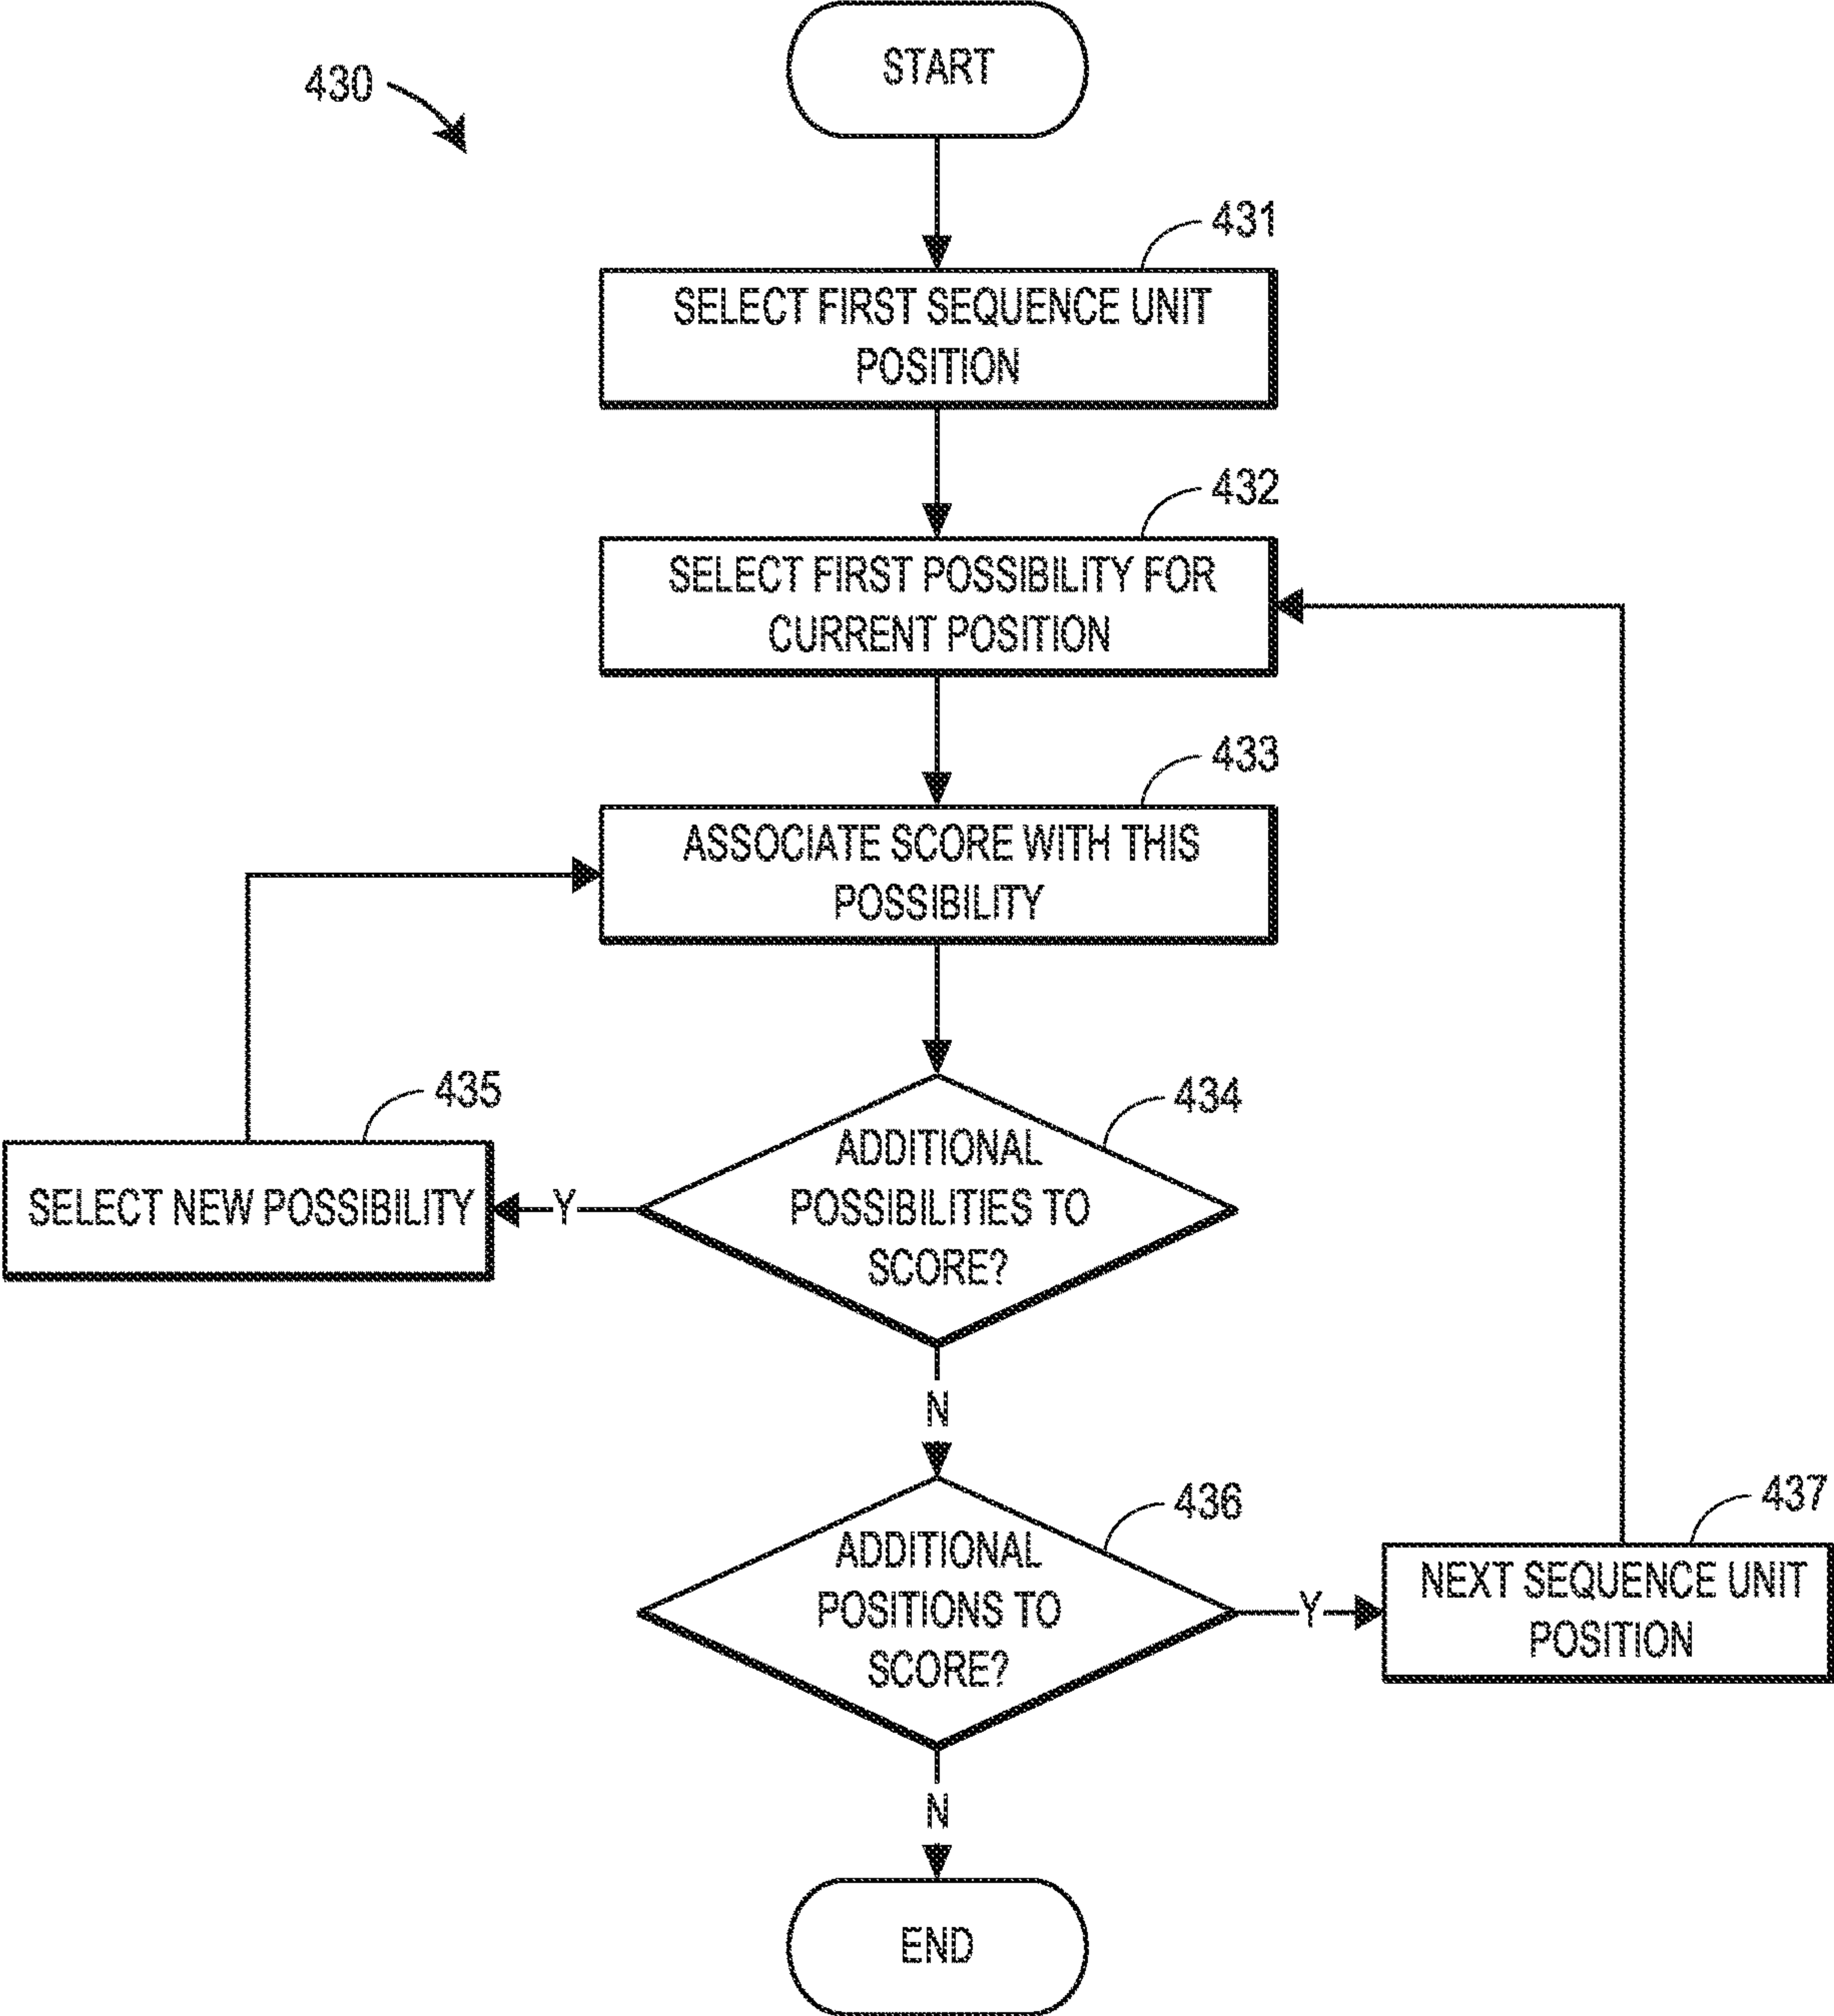 START
430
431
SELECT FIRST SEQUENCE UNIT
POSITION
432
SELECT FIRST POSSIBILITY FOR
CURRENT POSITION
433
ASSOCIATE SCORE WITH THIS
POSSIBILITY
435
434
ADDITIONAL
POSSIBILITIES TO
SCORE?
Y
SELECT NEW POSSIBILITY
N
436
ADDITIONAL
POSITIONS TO
SCORE?
Y
437
NEXT SEQUENCE UNIT
POSITION
N
END